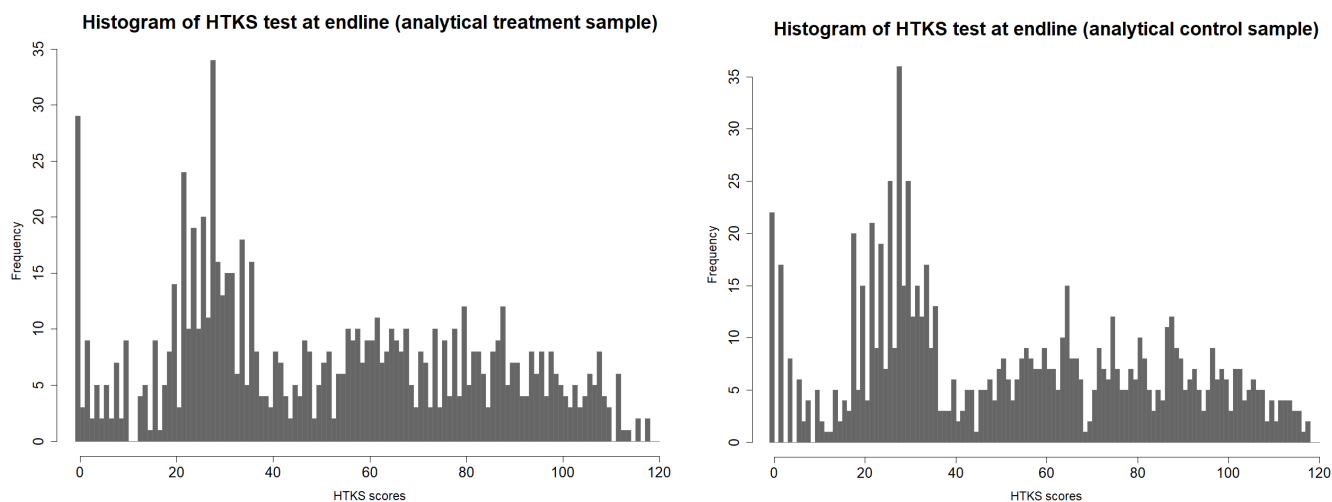 Histogram of HTKS test at endline (analytical treatment sample)
35
30
25
20
15
10
5
0
Frequency
0 20 40 60 80 100 120
HTKS scores
Histogram of HTKS test at endline (analytical control sample)
35
30
25
20
15
10
5
0
Frequency
0 20 40 60 80 100 120
HTKS scores